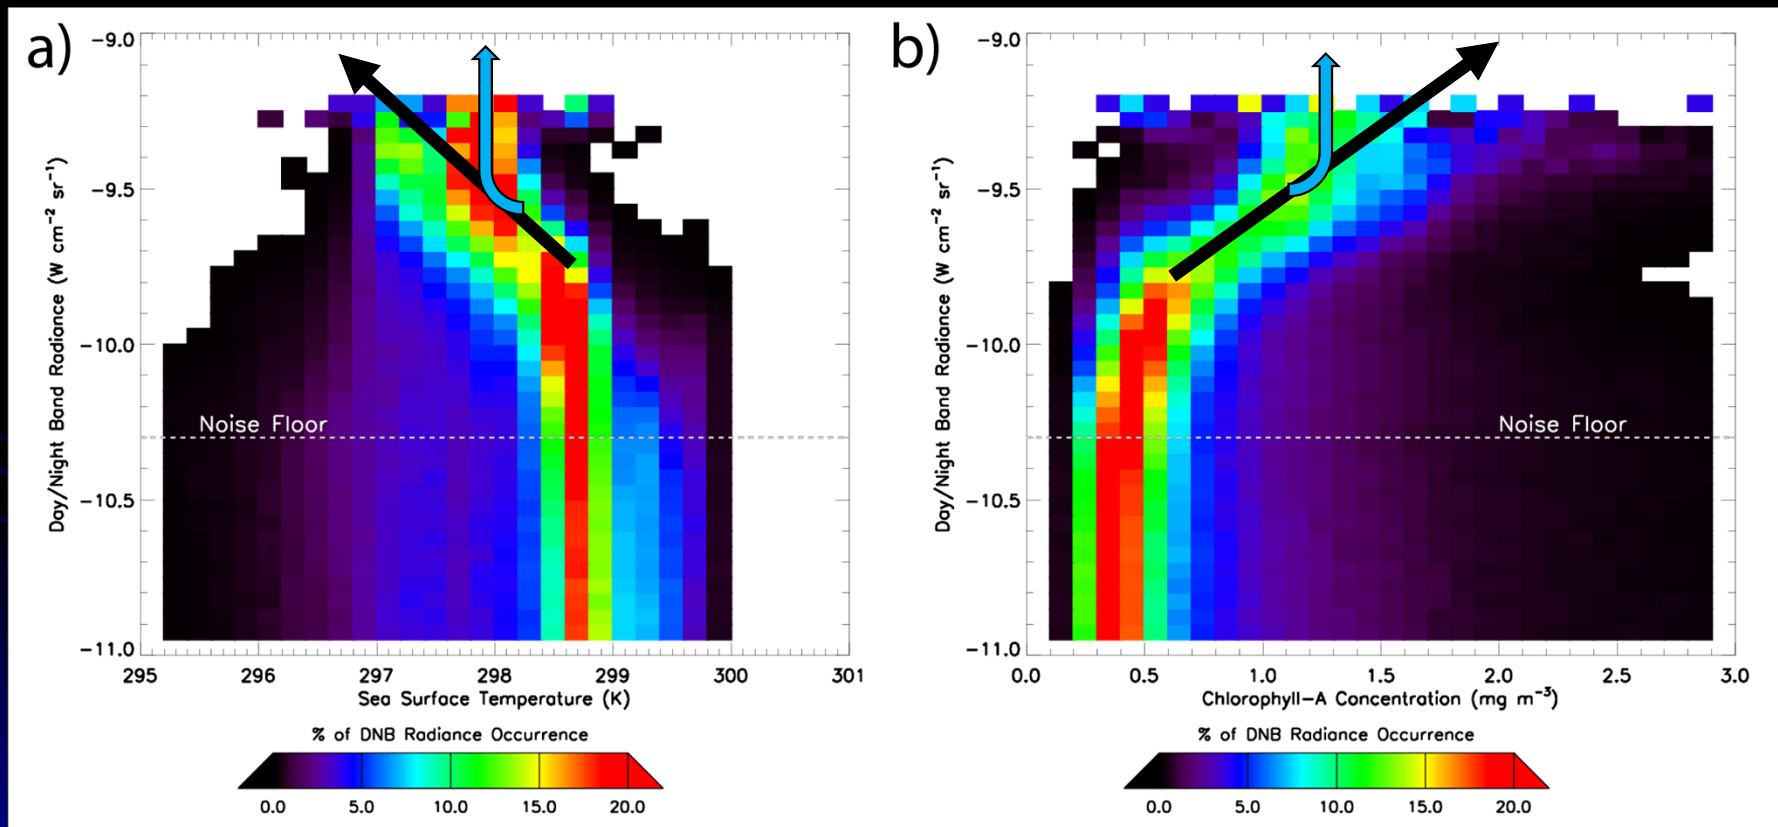 a)
−9.0
−9.5
−10.0
−10.5
−11.0
Day/Night Band Radiance (W cm⁻² sr⁻¹)
Noise Floor
295 296 297 298 299 300 301
Sea Surface Temperature (K)
% of DNB Radiance Occurrence
0.0 5.0 10.0 15.0 20.0
b)
−9.0
−9.5
−10.0
−10.5
−11.0
Day/Night Band Radiance (W cm⁻² sr⁻¹)
Noise Floor
0.0 0.5 1.0 1.5 2.0 2.5 3.0
Chlorophyll−A Concentration (mg m⁻³)
% of DNB Radiance Occurrence
0.0 5.0 10.0 15.0 20.0